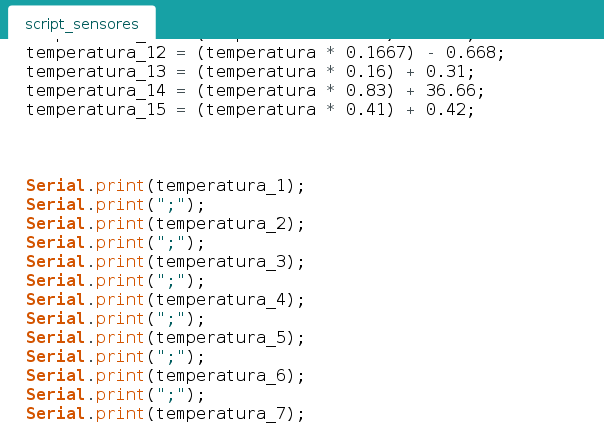 script_sensores
temperatura_12 = (temperatura * 0.1667) - 0.668;
temperatura_13 = (temperatura * 0.16) + 0.31;
temperatura_14 = (temperatura * 0.83) + 36.66;
temperatura_15 = (temperatura * 0.41) + 0.42;
Serial.print(temperatura_1);
Serial.print(";");
Serial.print(temperatura_2);
Serial.print(";");
Serial.print(temperatura_3);
Serial.print(";");
Serial.print(temperatura_4);
Serial.print(";");
Serial.print(temperatura_5);
Serial.print(";");
Serial.print(temperatura_6);
Serial.print(";");
Serial.print(temperatura_7);